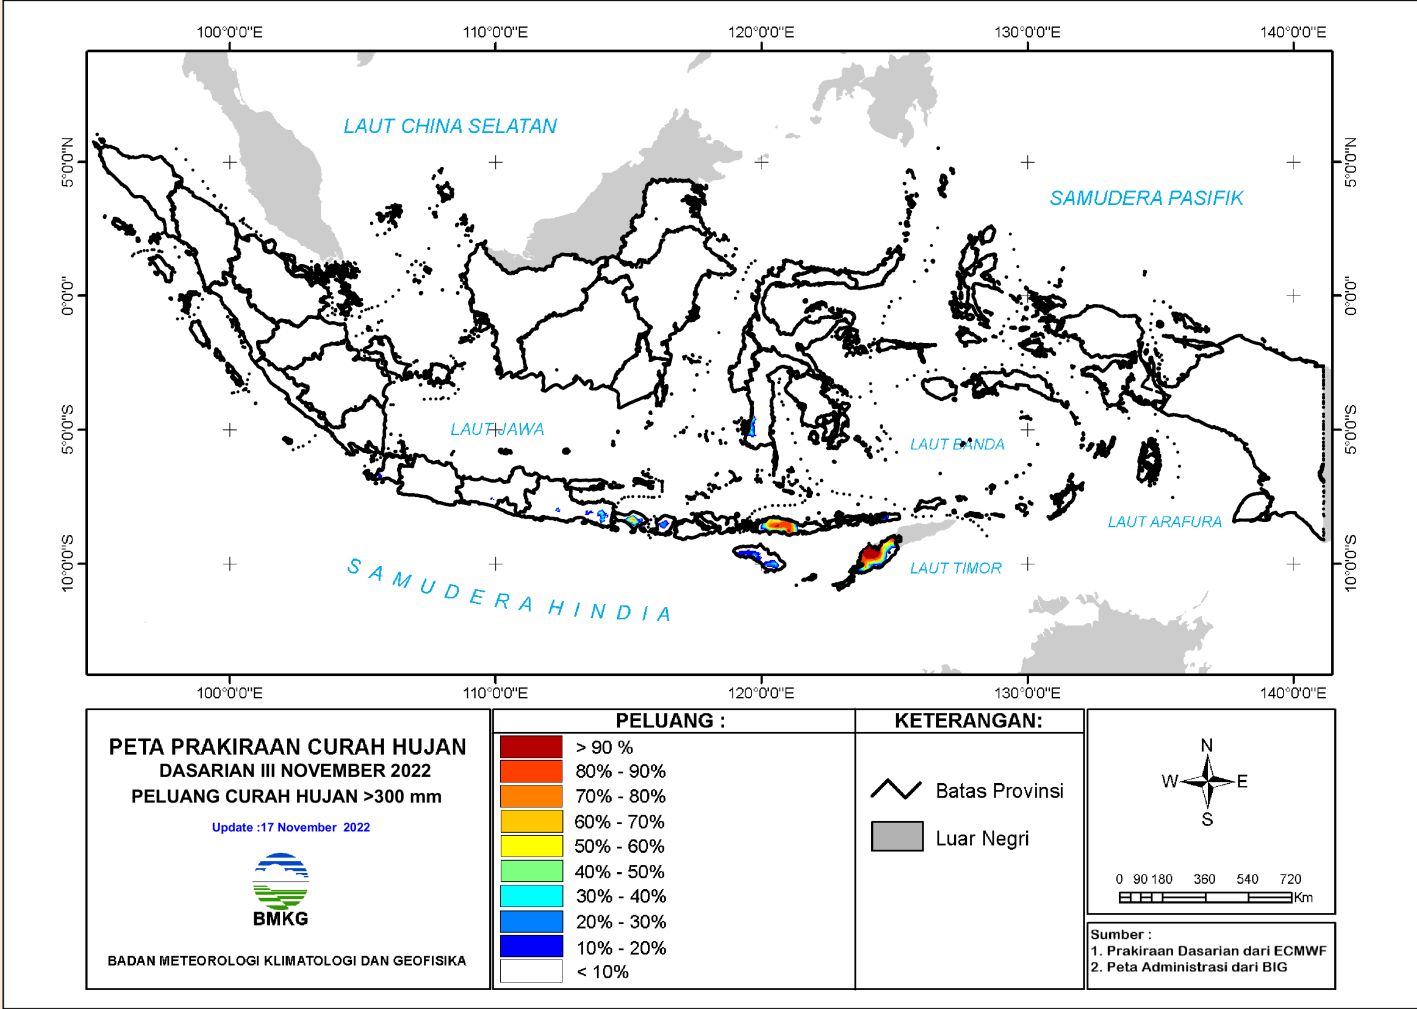 100°0'0"E 110°0'0"E 120°0'0"E 130°0'0"E 140°0'0"E
LAUT CHINA SELATAN
5°0'0"N 5°0'0"N
SAMUDERA PASIFIK
0°0'0" 0°0'0"
LAUT JAWA
5°0'0"S 5°0'0"S
LAUT BANDA
LAUT ARAFURA
10°0'0"S 10°0'0"S
LAUT TIMOR
SAMUDERA HINDIA
100°0'0"E 110°0'0"E 120°0'0"E 130°0'0"E 140°0'0"E
PETA PRAKIRAAN CURAH HUJAN
DASARIAN III NOVEMBER 2022
PELUANG CURAH HUJAN >300 mm
Update :17 November 2022
BMKG
BADAN METEOROLOGI KLIMATOLOGI DAN GEOFISIKA
PELUANG :
> 90 %
80% - 90%
70% - 80%
60% - 70%
50% - 60%
40% - 50%
30% - 40%
20% - 30%
10% - 20%
< 10%
KETERANGAN:
Batas Provinsi
Luar Negri
N
W E
S
0 90 180 360 540 720
Km
Sumber :
1. Prakiraan Dasarian dari ECMWF
2. Peta Administrasi dari BIG